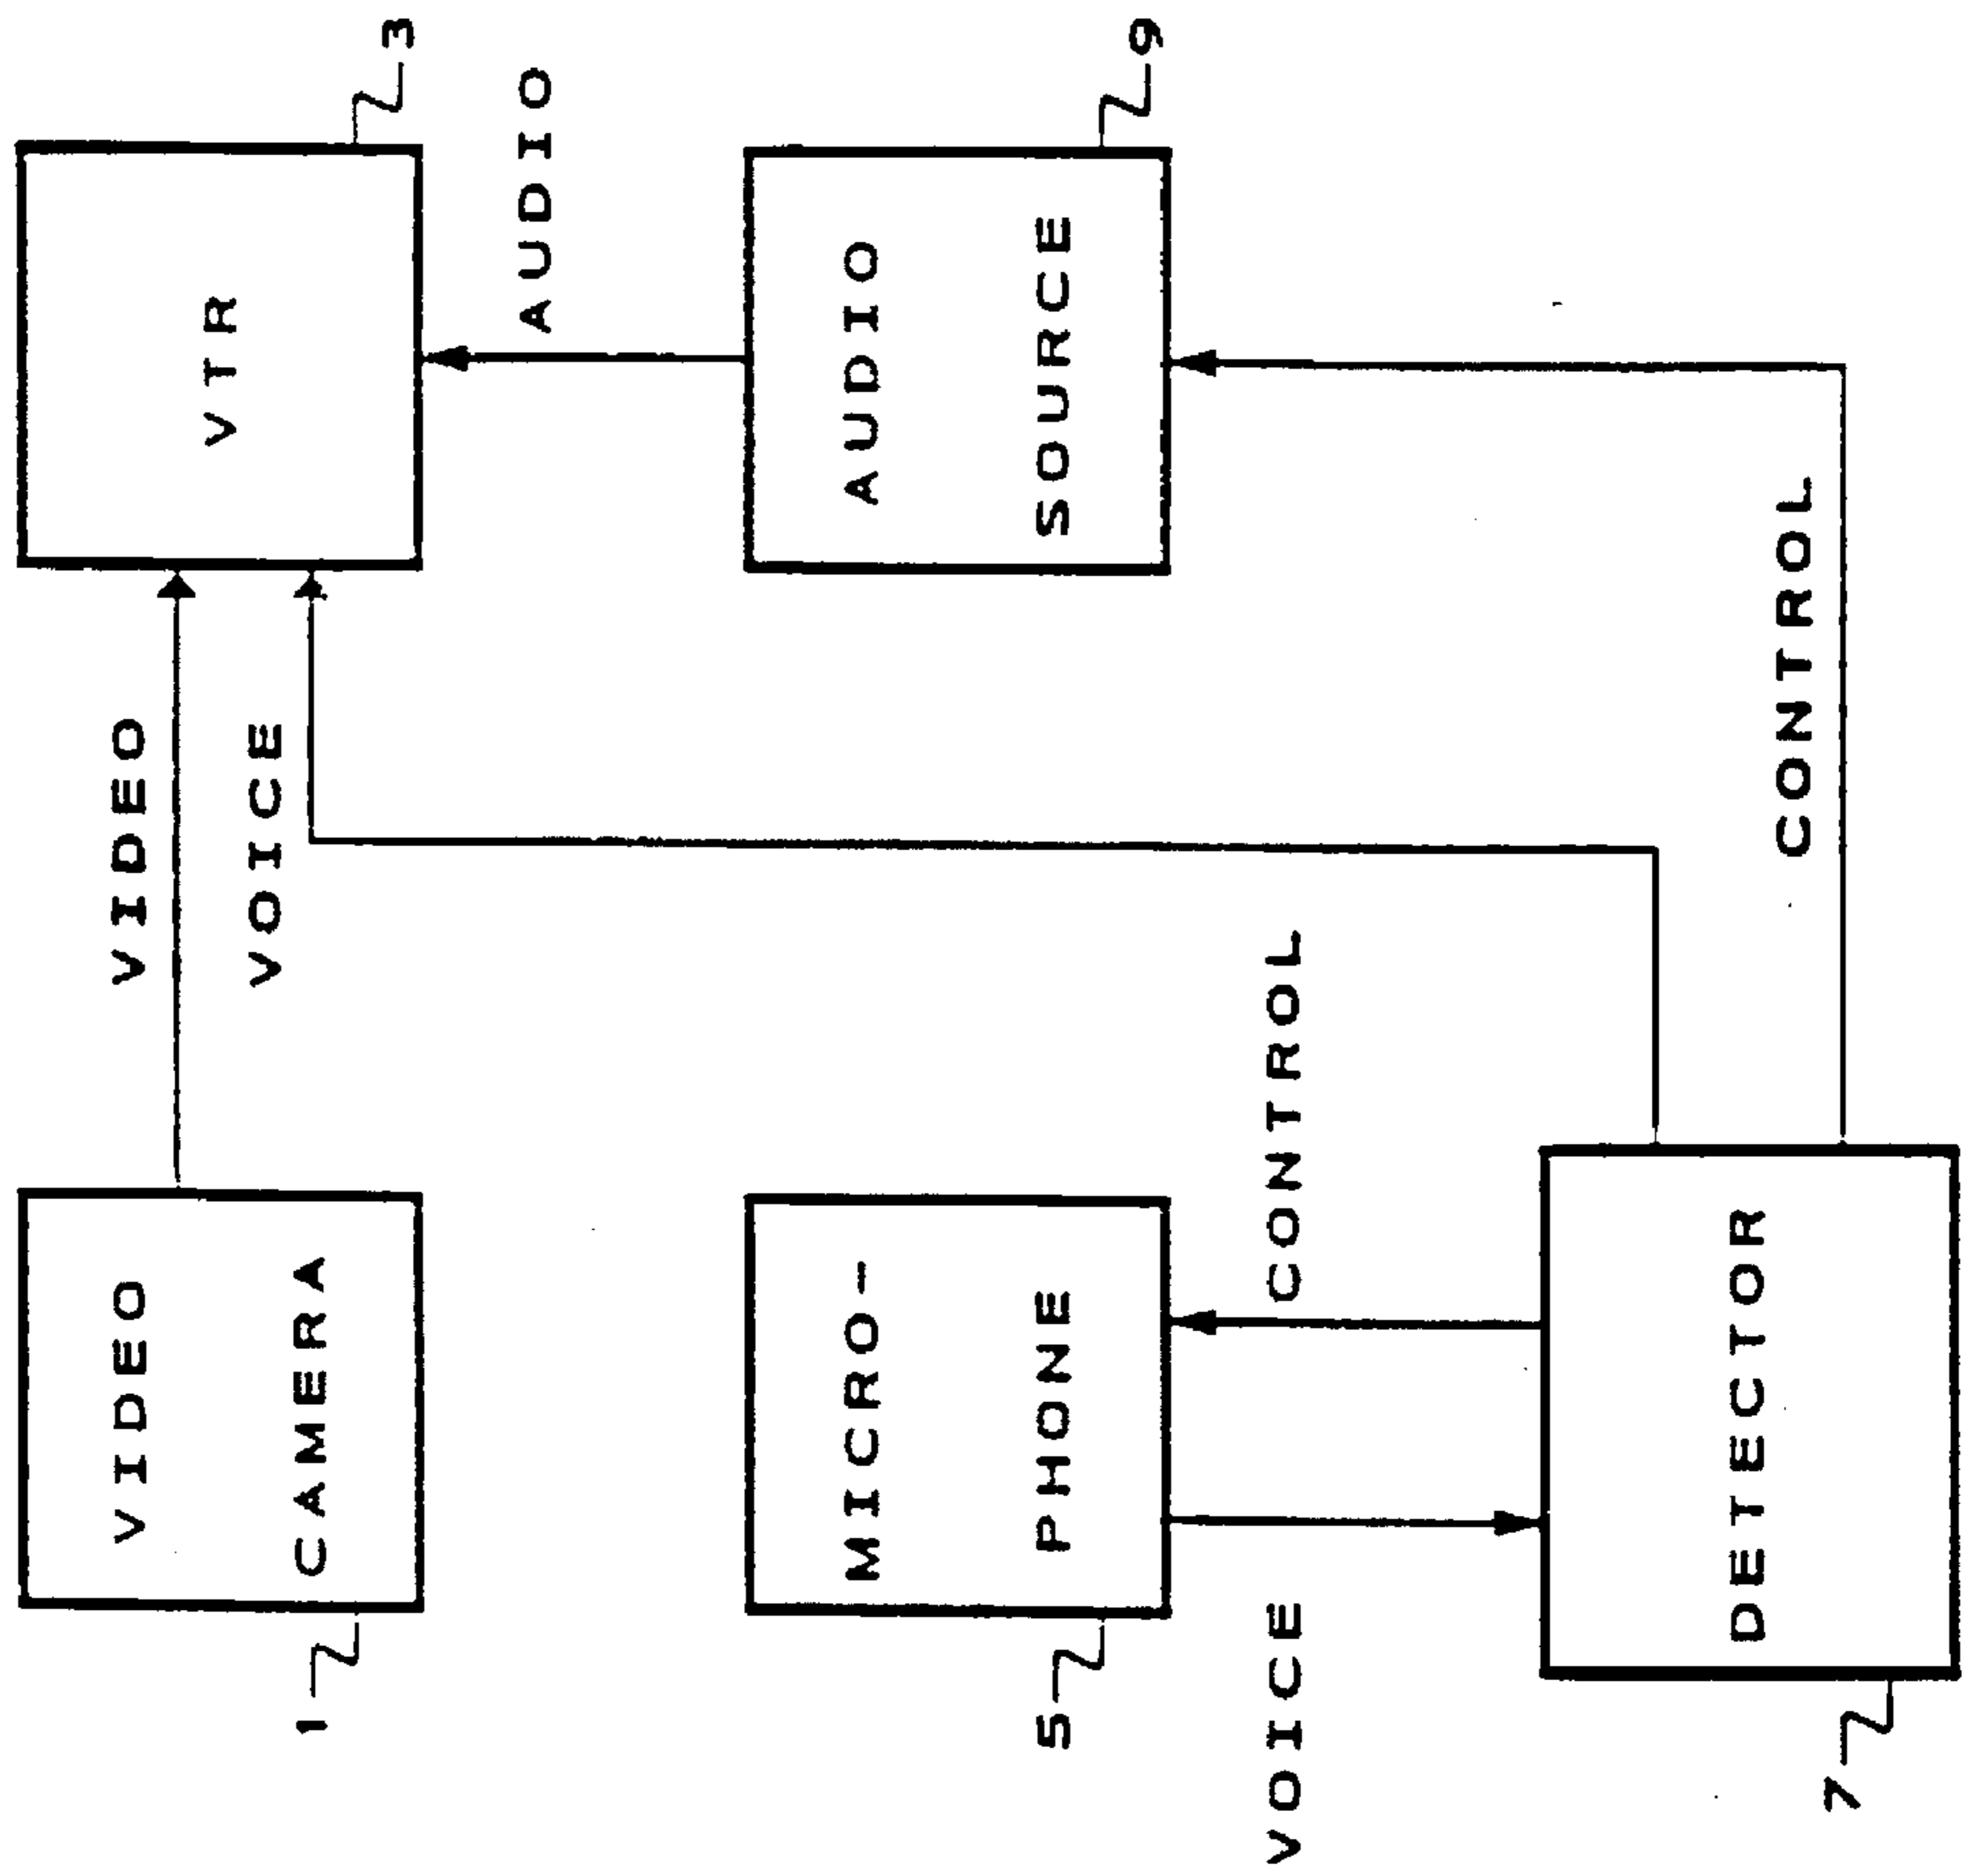 VIDEO
CAMERA
1
VIDEO
VOICE
VTR
3
AUDIO
MICRO-
PHONE
5
AUDIO
SOURCE
9
VOICE
CONTROL
DETECTOR
7
CONTROL